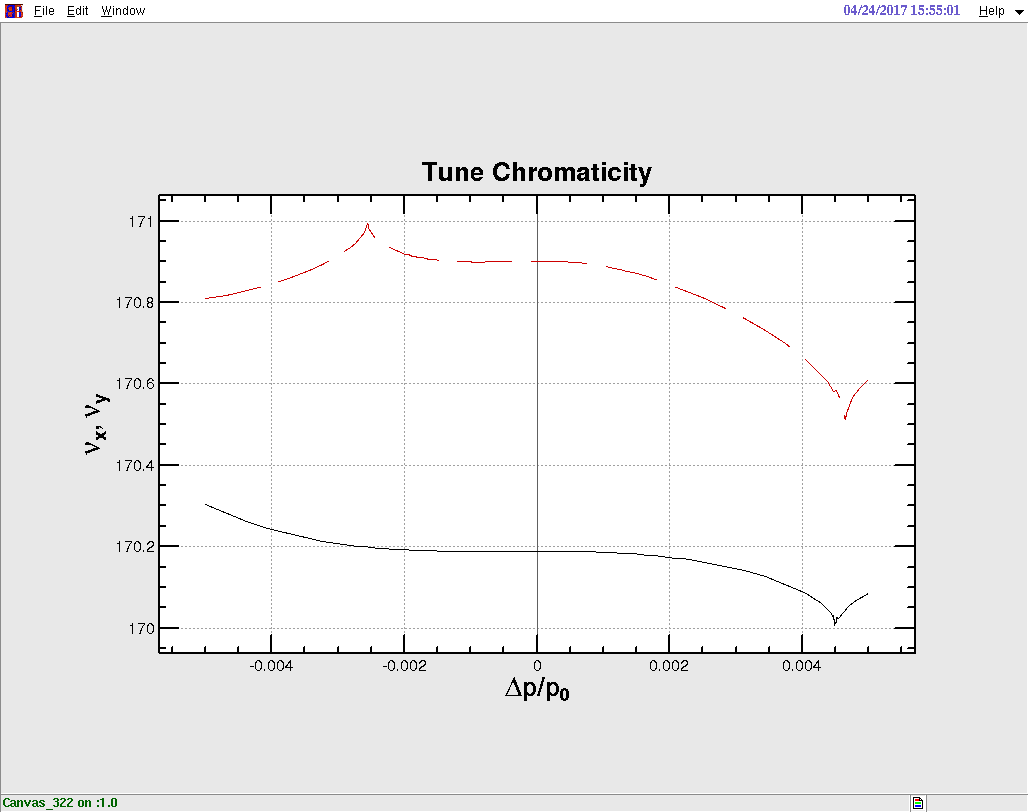 File Edit Window 04/24/2017 15:55:01 Help
Tune Chromaticity
171
170.8
170.6
170.4
170.2
170
νx, νy
-0.004 -0.002 0 0.002 0.004
Δp/p0
Canvas_322 on :1.0